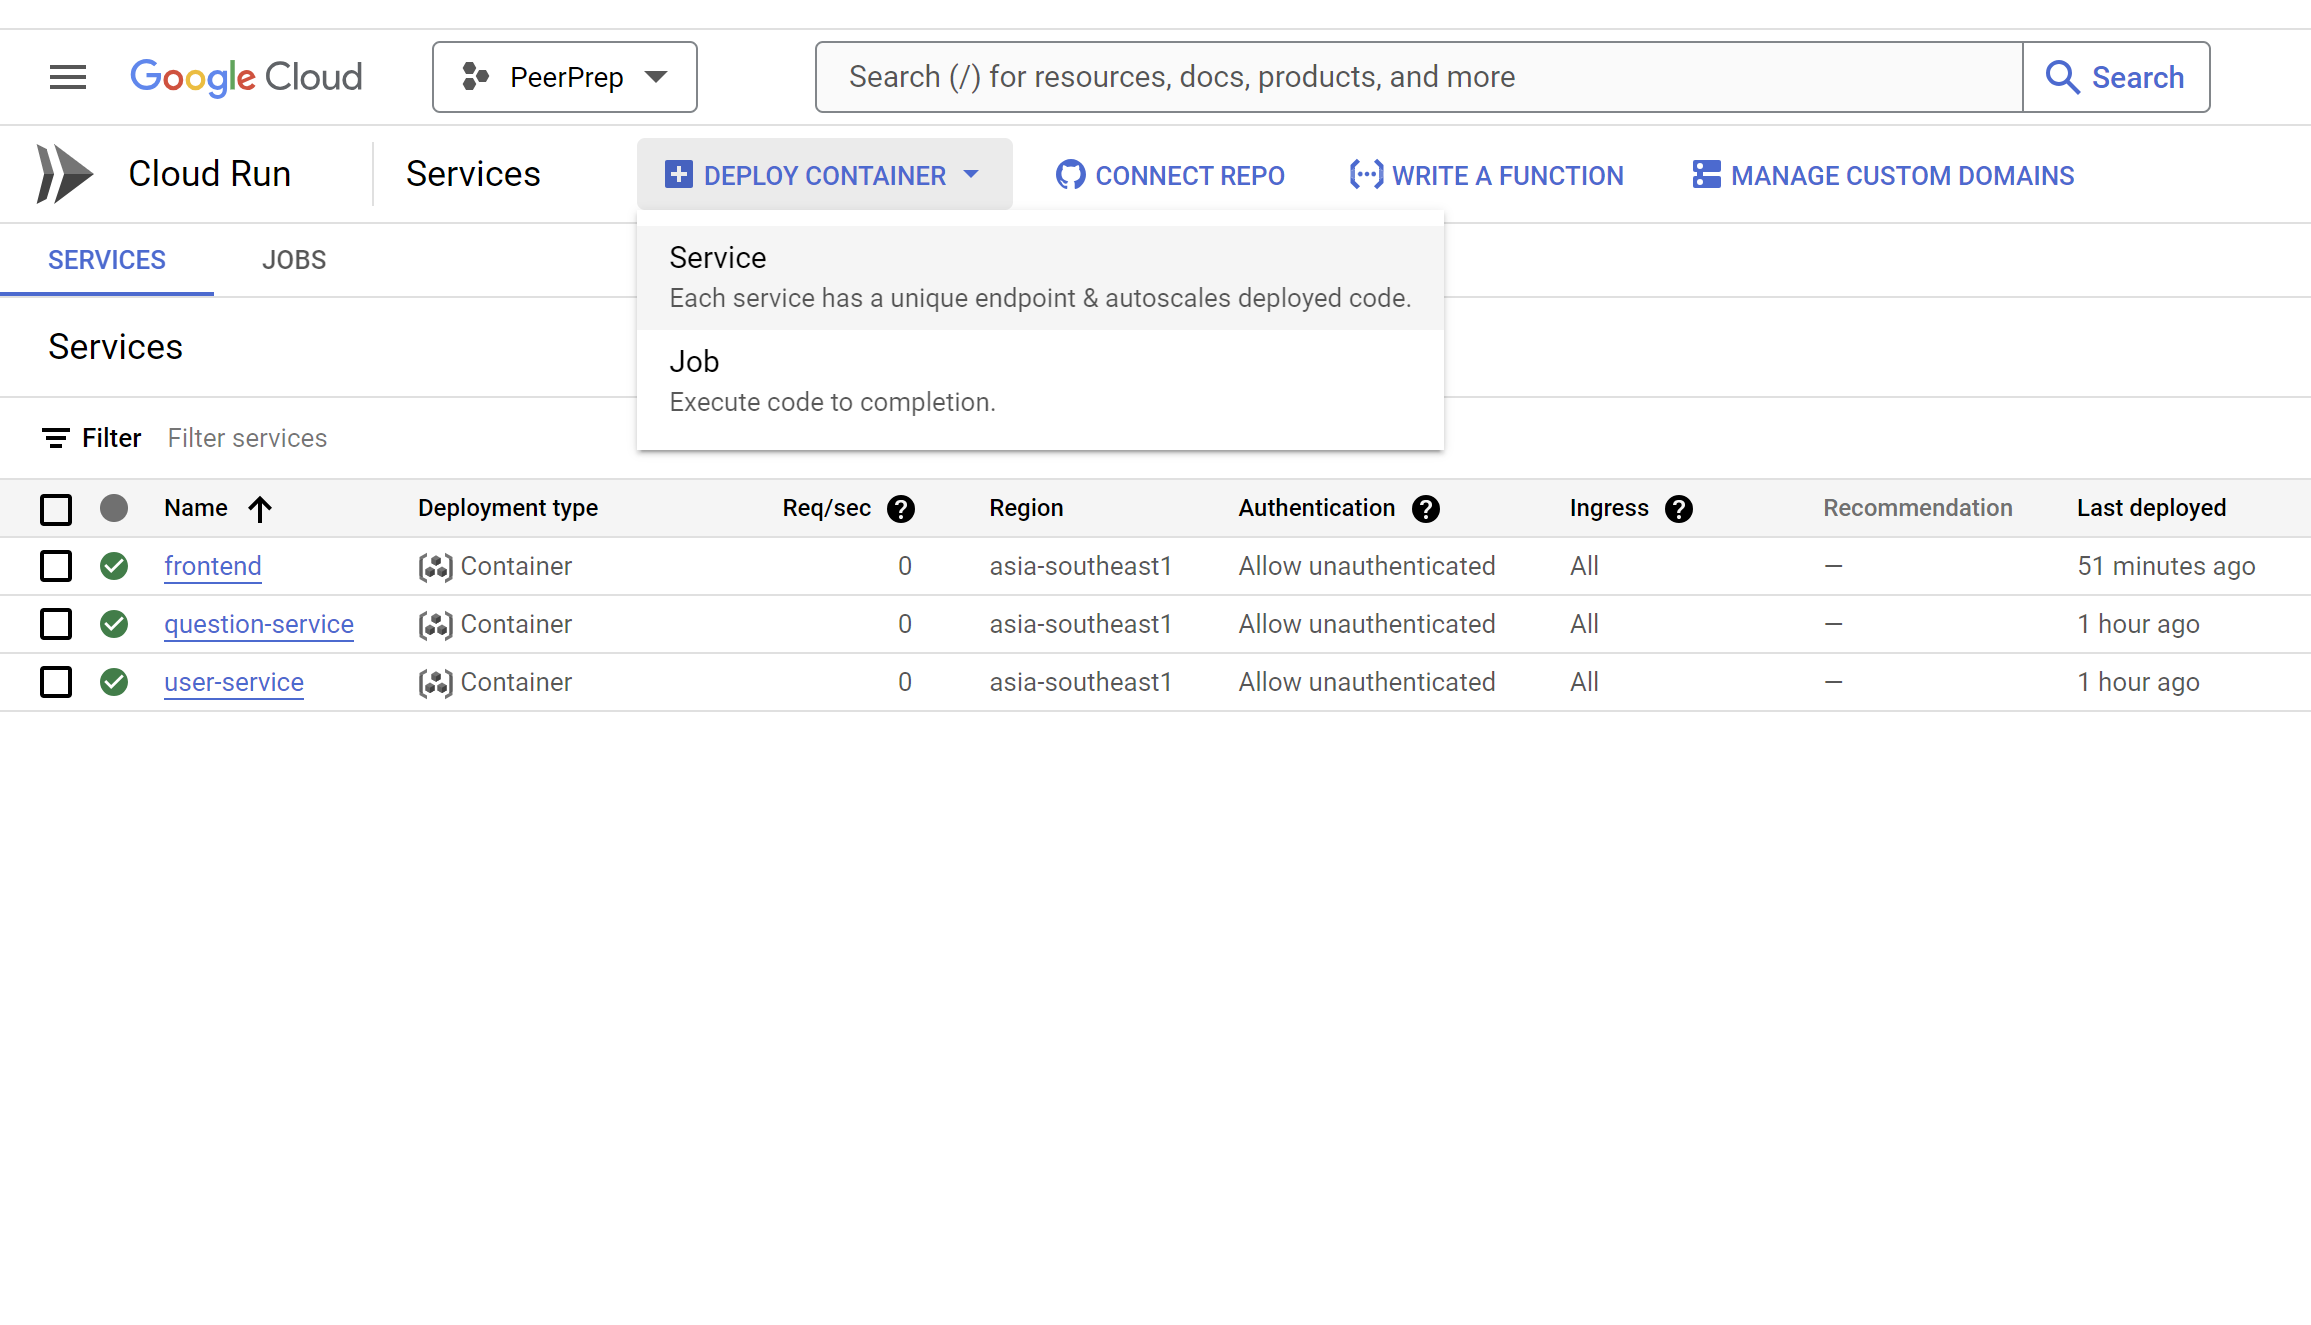 Google Cloud PeerPrep Search (/) for resources, docs, products, and more Search
Cloud Run Services DEPLOY CONTAINER CONNECT REPO WRITE A FUNCTION MANAGE CUSTOM DOMAINS
SERVICES JOBS
Service
Each service has a unique endpoint & autoscales deployed code.
Services
Job
Execute code to completion.
Filter Filter services
Name Deployment type Req/sec Region Authentication Ingress Recommendation Last deployed
frontend Container 0 asia-southeast1 Allow unauthenticated All — 51 minutes ago
question-service Container 0 asia-southeast1 Allow unauthenticated All — 1 hour ago
user-service Container 0 asia-southeast1 Allow unauthenticated All — 1 hour ago